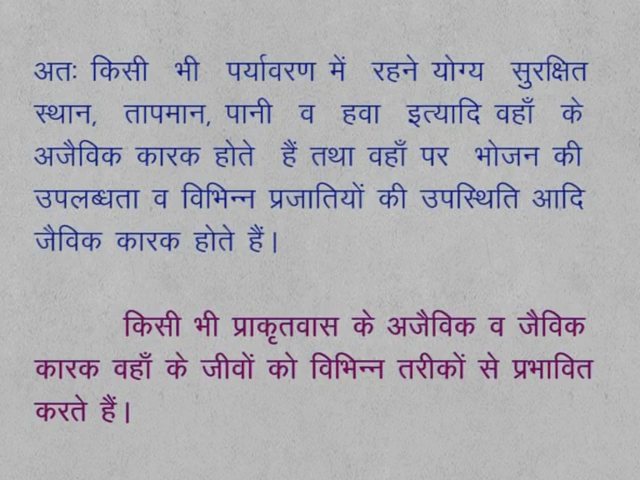 अतः किसी भी पर्यावरण में रहने योग्य सुरक्षित
स्थान, तापमान, पानी व हवा इत्यादि वहाँ के
अजैविक कारक होते हैं तथा वहाँ पर भोजन की
उपलब्धता व विभिन्न प्रजातियों की उपस्थिति आदि
जैविक कारक होते हैं।
किसी भी प्राकृतवास के अजैविक व जैविक
कारक वहाँ के जीवों को विभिन्न तरीकों से प्रभावित
करते हैं।